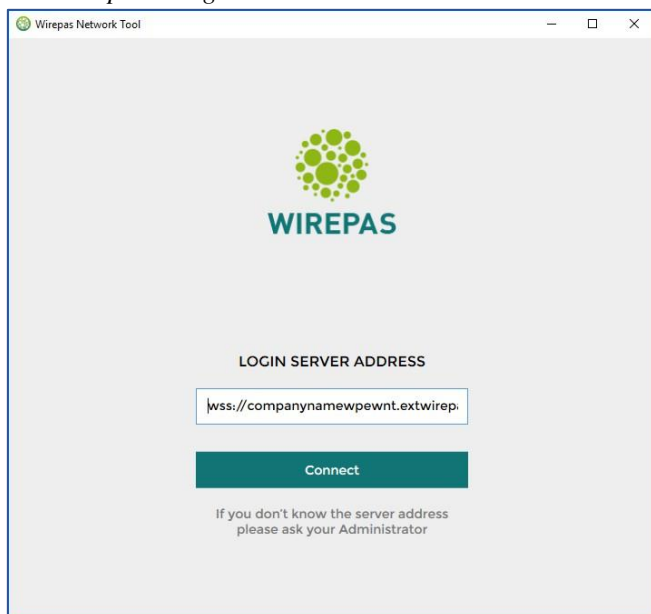 Wirepas Network Tool
WIREPAS
LOGIN SERVER ADDRESS
wss://companynamewpewnt.extwirepa
Connect
If you don't know the server address
please ask your Administrator